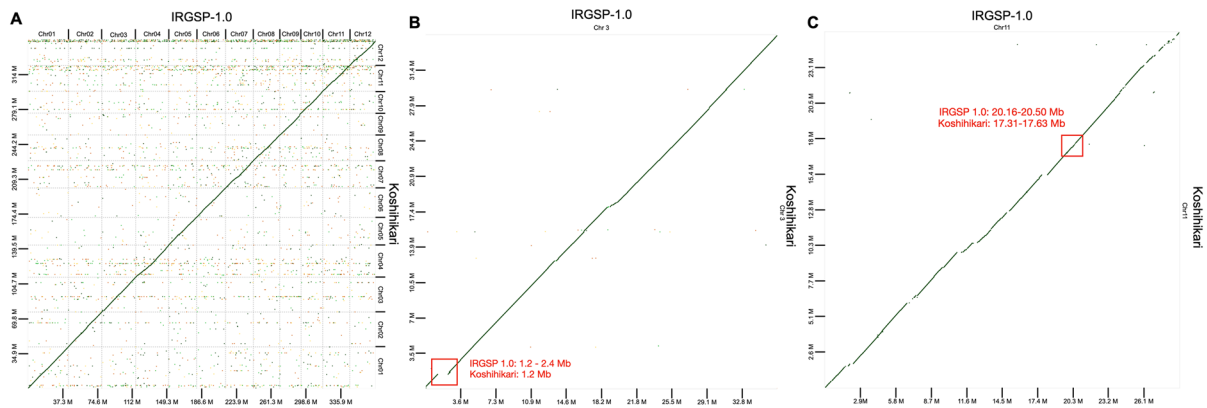 A
IRGSP-1.0
Chr01 Chr02 Chr03 Chr04 Chr05 Chr06 Chr07 Chr08 Chr09 Chr10 Chr11 Chr12
314 M
279.1 M
244.2 M
209.3 M
174.4 M
139.5 M
104.7 M
69.8 M
34.9 M
Chr12
Chr11
Chr10
Chr09
Chr08
Chr07
Chr06
Chr05
Chr04
Chr03
Chr02
Chr01
Koshihikari
37.3 M 74.6 M 112 M 149.3 M 186.6 M 223.9 M 261.3 M 298.6 M 335.9 M
B
IRGSP-1.0
Chr 3
31.4 M
27.9 M
24.4 M
20.9 M
17.4 M
13.9 M
10.5 M
7 M
3.5 M
IRGSP 1.0: 1.2 - 2.4 Mb
Koshihikari: 1.2 Mb
Koshihikari
Chr 3
3.6 M 7.3 M 10.9 M 14.6 M 18.2 M 21.8 M 25.5 M 29.1 M 32.8 M
C
IRGSP-1.0
Chr11
23.1 M
20.5 M
18.0 M
15.4 M
12.8 M
10.3 M
7.7 M
5.1 M
2.6 M
IRGSP 1.0: 20.16-20.50 Mb
Koshihikari: 17.31-17.63 Mb
Koshihikari
Chr11
2.9M 5.8 M 8.7 M 11.6 M 14.5 M 17.4 M 20.3 M 23.2 M 26.1 M